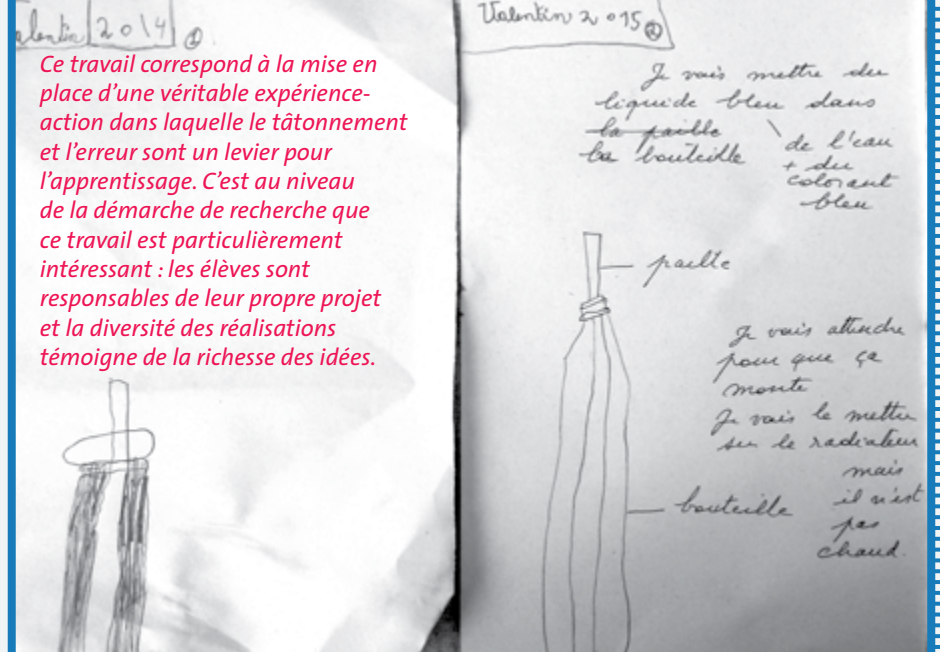 Valentin 2014 ①
Ce travail correspond à la mise en
place d’une véritable expérience-
action dans laquelle le tâtonnement
et l’erreur sont un levier pour
l’apprentissage. C’est au niveau
de la démarche de recherche que
ce travail est particulièrement
intéressant : les élèves sont
responsables de leur propre projet
et la diversité des réalisations
témoigne de la richesse des idées.
Valentin 2015 ②
Je vais mettre du
liquide bleu dans
la paille
la bouteille
de l'eau
+ du
colorant
bleu
paille
Je vais attendre
pour que ça
monte
Je vais le mettre
sur le radiateur
mais
il n'est
pas
chaud.
bouteille